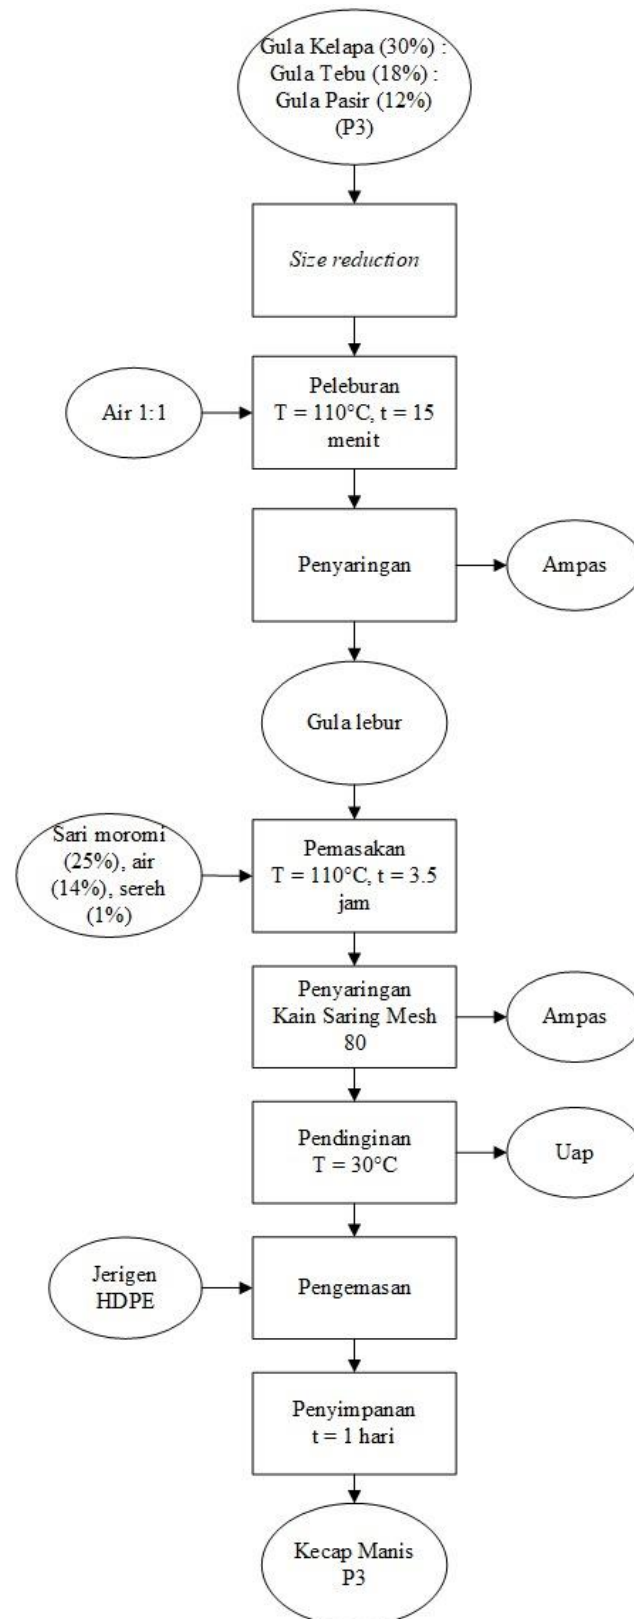 Gula Kelapa (30%) :
Gula Tebu (18%) :
Gula Pasir (12%)
(P3)
Size reduction
Air 1:1
Peleburan
T = 110°C, t = 15
menit
Penyaringan
Ampas
Gula lebur
Sari moromi
(25%), air
(14%), sereh
(1%)
Pemasakan
T = 110°C, t = 3.5
jam
Penyaringan
Kain Saring Mesh
80
Ampas
Pendinginan
T = 30°C
Uap
Jerigen
HDPE
Pengemasan
Penyimpanan
t = 1 hari
Kecap Manis
P3